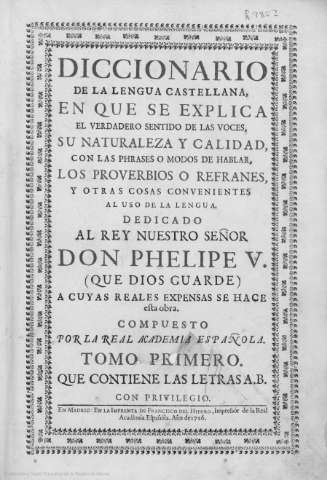 DICCIONARIO
DE LA LENGUA CASTELLANA,
EN QUE SE EXPLICA
EL VERDADERO SENTIDO DE LAS VOCES,
SU NATURALEZA Y CALIDAD,
CON LAS PHRASES O MODOS DE HABLAR,
LOS PROVERBIOS O REFRANES,
Y OTRAS COSAS CONVENIENTES
AL USO DE LA LENGUA.
DEDICADO
AL REY NUESTRO SEÑOR
DON PHELIPE V.
(QUE DIOS GUARDE)
A CUYAS REALES EXPENSAS SE HACE
esta obra.
COMPUESTO
POR LA REAL ACADEMIA ESPAÑOLA.
TOMO PRIMERO.
QUE CONTIENE LAS LETRAS A.B.
CON PRIVILEGIO.
EN MADRID: EN LA IMPRENTA DE FRANCISCO DEL HIERRO, Impressor de la Real
Academia Española. Año de 1726.